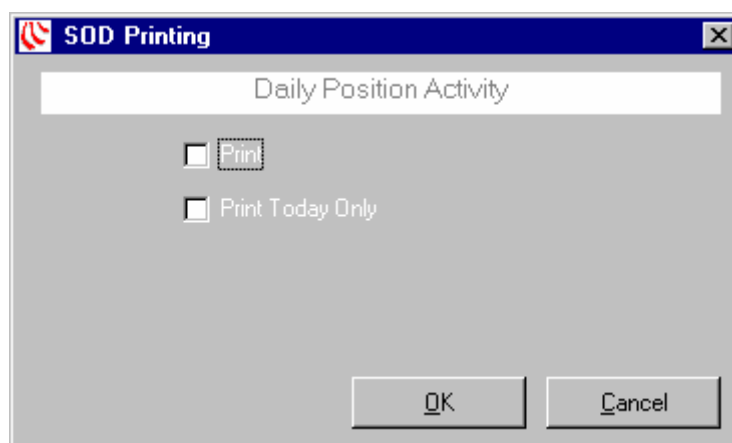 SOD Printing
Daily Position Activity
Print
Print Today Only
OK Cancel